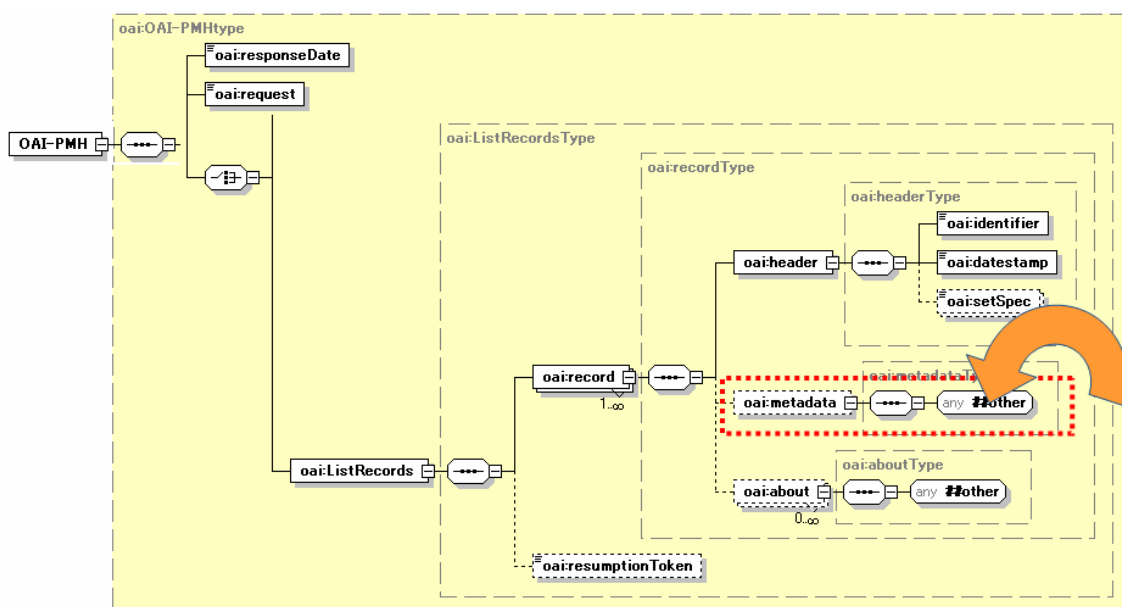 oai:OAI-PMHtype
oai:responseDate
oai:request
OAI-PMH
oai:ListRecordsType
oai:recordType
oai:headerType
oai:identifier
oai:header
oai:datestamp
oai:setSpec
oai:metadataTy
oai:record
1..∞
oai:metadata
any ##other
oai:ListRecords
oai:aboutType
oai:about
any ##other
0..∞
oai:resumptionToken